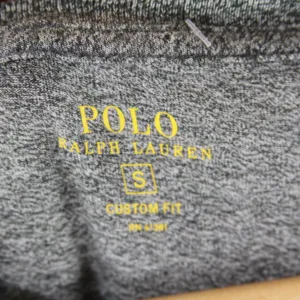 POLO
RALPH LAUREN
S
CUSTOM FIT